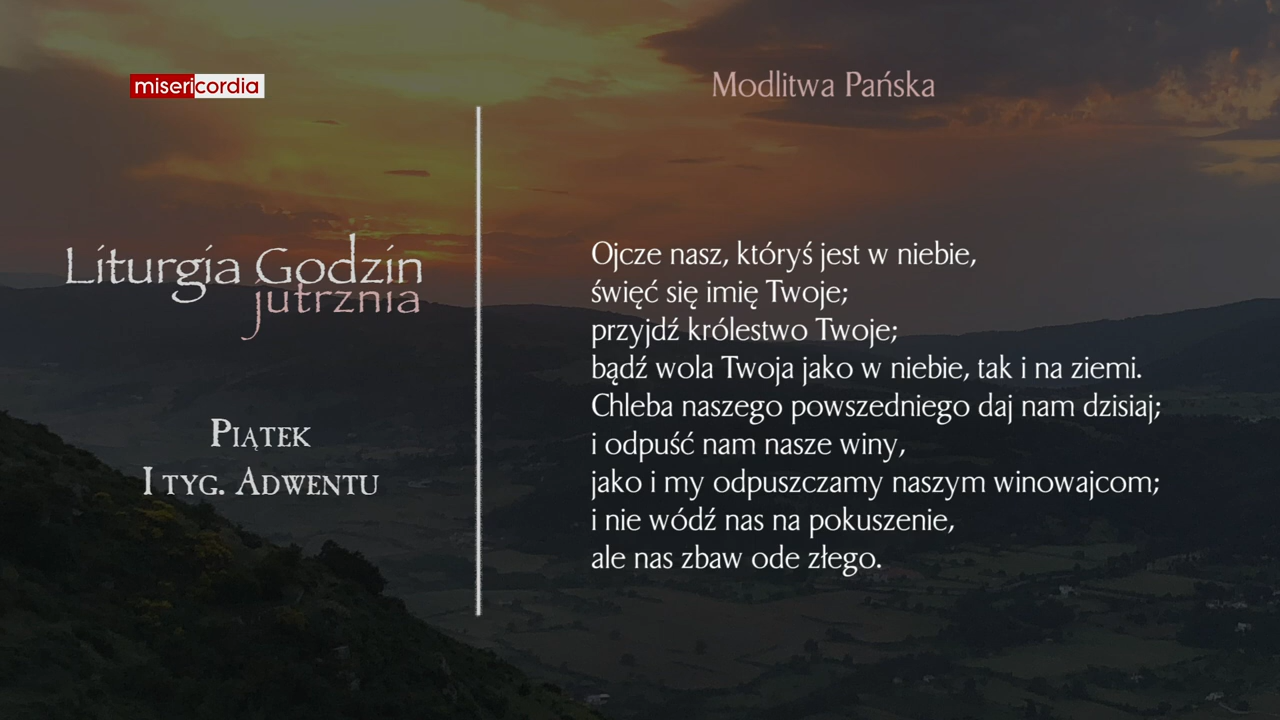 misericordia
Liturgia Godzin
jutrznia
Piątek
I tyg. Adwentu
Modlitwa Pańska
Ojcze nasz, któryś jest w niebie,
święć się imię Twoje;
przyjdź królestwo Twoje;
bądź wola Twoja jako w niebie, tak i na ziemi.
Chleba naszego powszedniego daj nam dzisiaj;
i odpuść nam nasze winy,
jako i my odpuszczamy naszym winowajcom;
i nie wódź nas na pokuszenie,
ale nas zbaw ode złego.